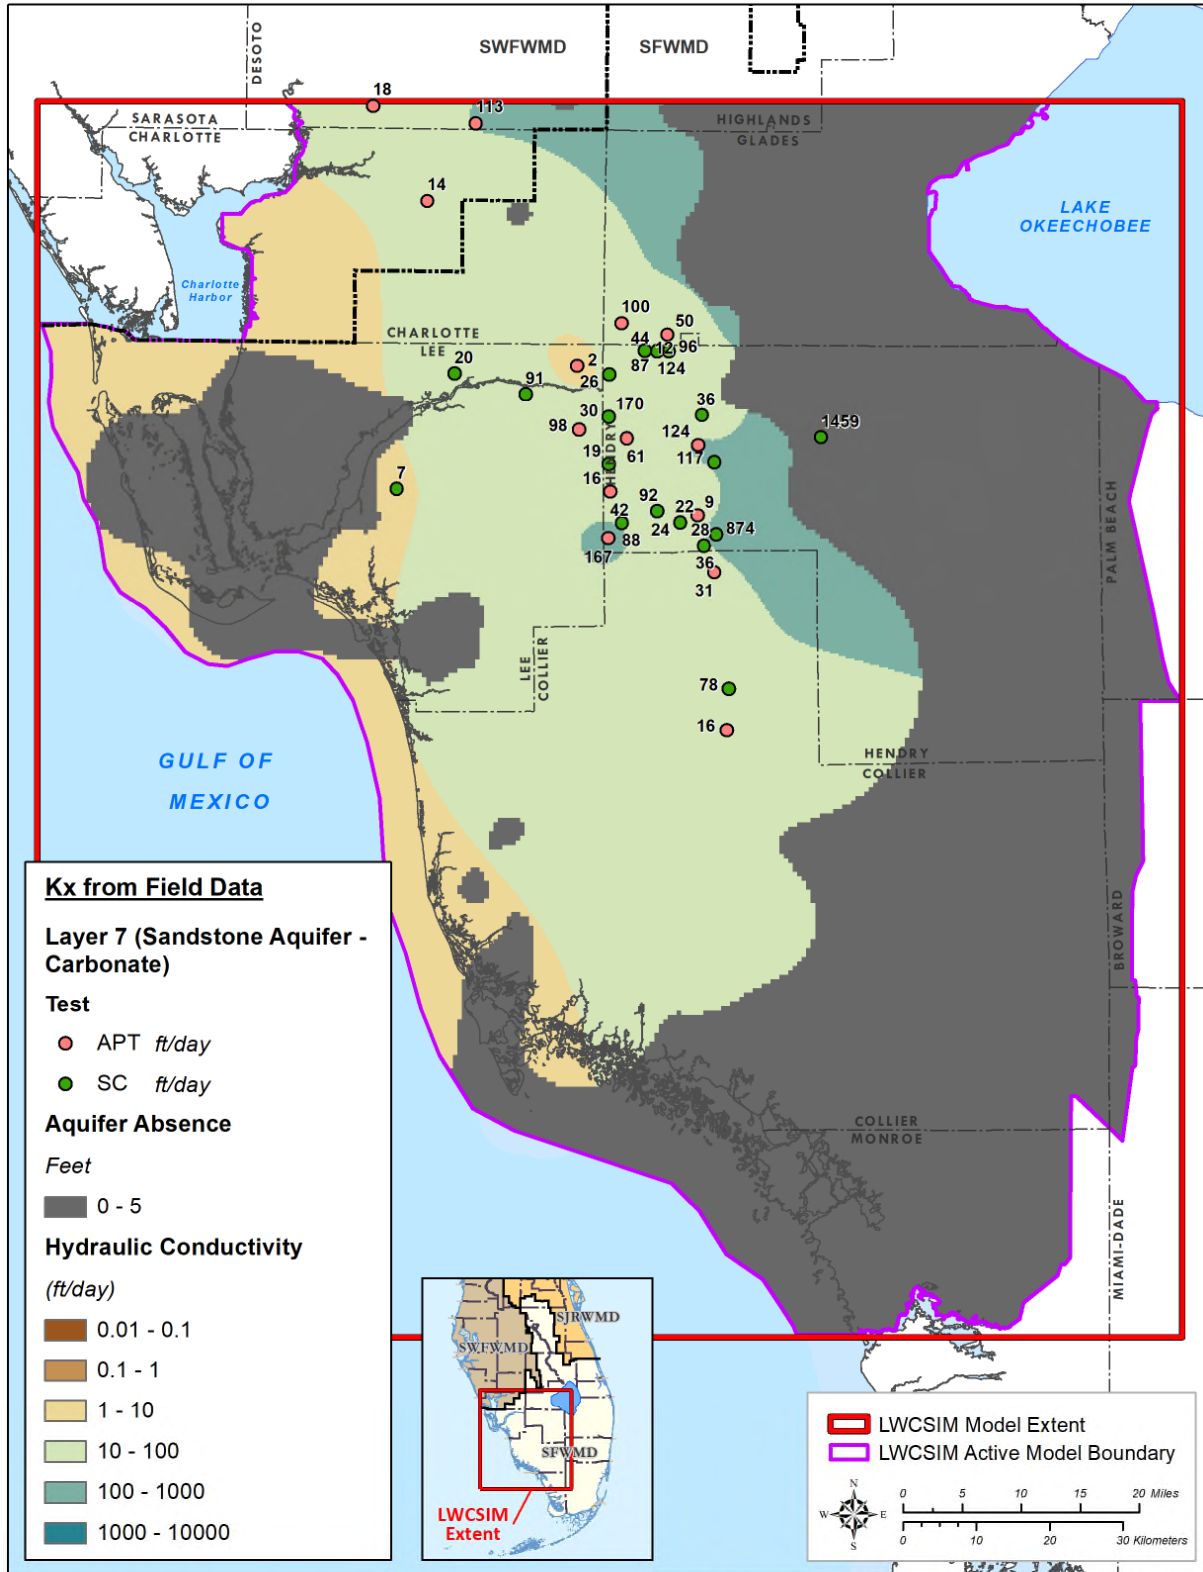 SWFWMD
SFWMD
DESOTO
18
113
SARASOTA
CHARLOTTE
HIGHLANDS
GLADES
14
LAKE
OKEECHOBEE
Charlotte
Harbor
100
50
CHARLOTTE
LEE
44
12
96
87
124
20
2
26
91
36
30
170
1459
98
HENDRY
124
61
19
117
7
16
92
9
42
22
24
874
88
28
167
36
31
PALM BEACH
LEE
COLLIER
78
16
GULF OF
MEXICO
HENDRY
COLLIER
BROWARD
COLLIER
MONROE
MIAMI-DADE
Kx from Field Data
Layer 7 (Sandstone Aquifer -
Carbonate)
Test
APT ft/day
SC ft/day
Aquifer Absence
Feet
0 - 5
Hydraulic Conductivity
(ft/day)
0.01 - 0.1
0.1 - 1
1 - 10
10 - 100
100 - 1000
1000 - 10000
SJRWMD
SWFWMD
SFWMD
LWCSIM
Extent
LWCSIM Model Extent
LWCSIM Active Model Boundary
N
W E
S
0 5 10 15 20 Miles
0 10 20 30 Kilometers